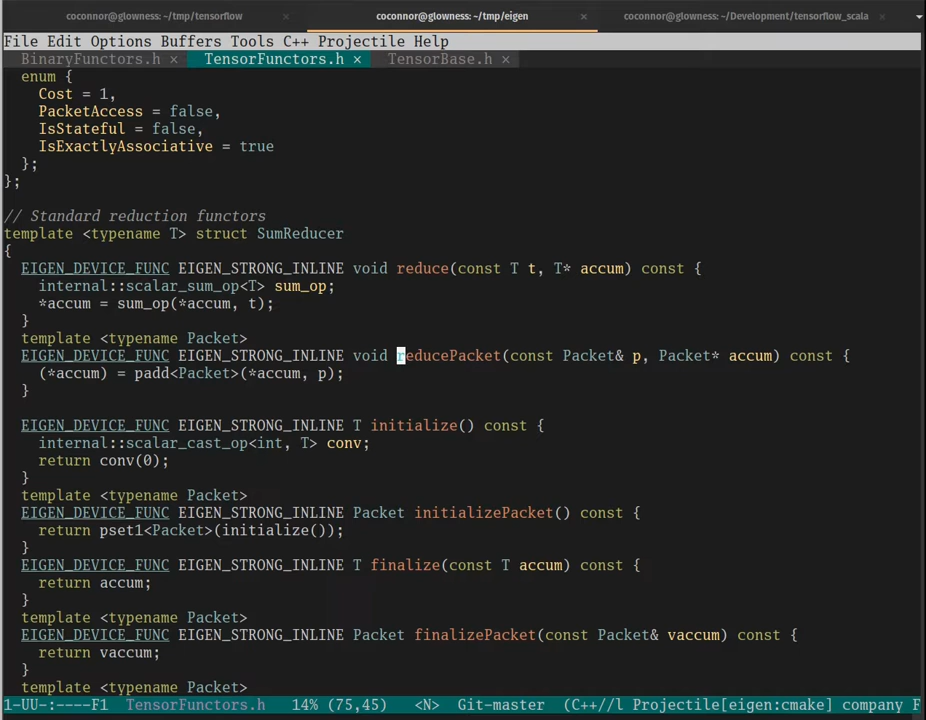 coconnor@glowness: ~/tmp/tensorflow × coconnor@glowness: ~/tmp/eigen × coconnor@glowness: ~/Development/tensorflow_scala ×
File Edit Options Buffers Tools C++ Projectile Help
BinaryFunctors.h × TensorFunctors.h × TensorBase.h ×
  enum {
    Cost = 1,
    PacketAccess = false,
    IsStateful = false,
    IsExactlyAssociative = true
  };
};
// Standard reduction functors
template <typename T> struct SumReducer
{
  EIGEN_DEVICE_FUNC EIGEN_STRONG_INLINE void reduce(const T t, T* accum) const {
    internal::scalar_sum_op<T> sum_op;
    *accum = sum_op(*accum, t);
  }
  template <typename Packet>
  EIGEN_DEVICE_FUNC EIGEN_STRONG_INLINE void reducePacket(const Packet& p, Packet* accum) const {
    (*accum) = padd<Packet>(*accum, p);
  }
  EIGEN_DEVICE_FUNC EIGEN_STRONG_INLINE T initialize() const {
    internal::scalar_cast_op<int, T> conv;
    return conv(0);
  }
  template <typename Packet>
  EIGEN_DEVICE_FUNC EIGEN_STRONG_INLINE Packet initializePacket() const {
    return pset1<Packet>(initialize());
  }
  EIGEN_DEVICE_FUNC EIGEN_STRONG_INLINE T finalize(const T accum) const {
    return accum;
  }
  template <typename Packet>
  EIGEN_DEVICE_FUNC EIGEN_STRONG_INLINE Packet finalizePacket(const Packet& vaccum) const {
    return vaccum;
  }
  template <typename Packet>
1-UU-:----F1  TensorFunctors.h   14% (75,45)   <N>  Git-master  (C++//l Projectile[eigen:cmake] company F